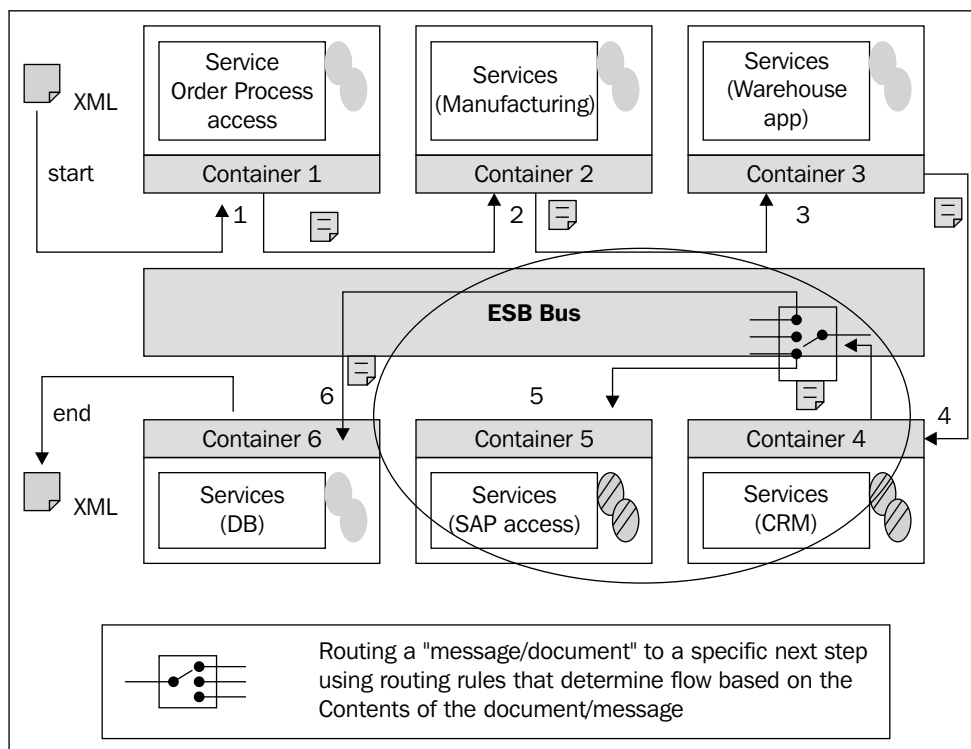 XML
start
Service
Order Process
access
Container 1
Services
(Manufacturing)
Container 2
Services
(Warehouse
app)
Container 3
1
2
3
ESB Bus
6
5
4
end
XML
Container 6
Services
(DB)
Container 5
Services
(SAP access)
Container 4
Services
(CRM)
Routing a "message/document" to a specific next step
using routing rules that determine flow based on the
Contents of the document/message